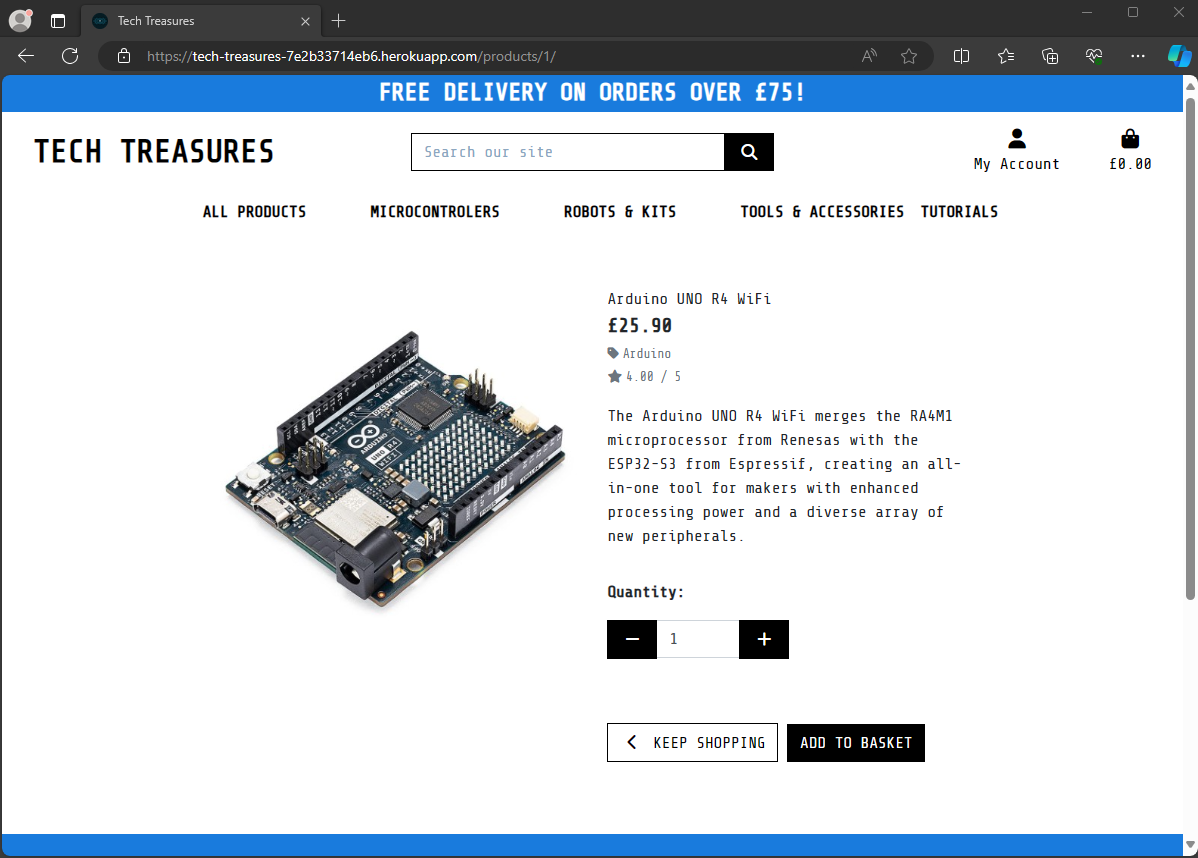 Tech Treasures
https://tech-treasures-7e2b33714eb6.herokuapp.com/products/1/
FREE DELIVERY ON ORDERS OVER £75!
TECH TREASURES
Search our site
My Account
£0.00
ALL PRODUCTS
MICROCONTROLERS
ROBOTS & KITS
TOOLS & ACCESSORIES
TUTORIALS
ARDUINO
UNO R4
WIFI
Arduino UNO R4 WiFi
£25.90
Arduino
4.00 / 5
The Arduino UNO R4 WiFi merges the RA4M1
microprocessor from Renesas with the
ESP32-S3 from Espressif, creating an all-
in-one tool for makers with enhanced
processing power and a diverse array of
new peripherals.
Quantity:
1
KEEP SHOPPING
ADD TO BASKET